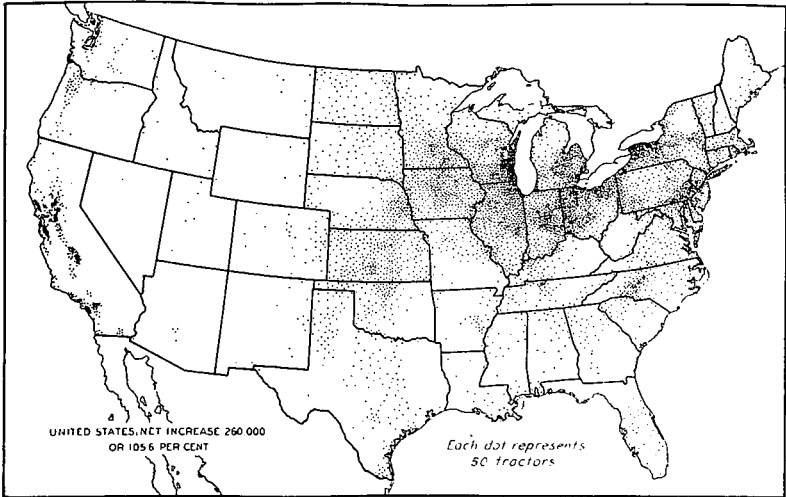 UNITED STATES, NET INCREASE 260,000
OR 105.6 PER CENT
Each dot represents
50 tractors